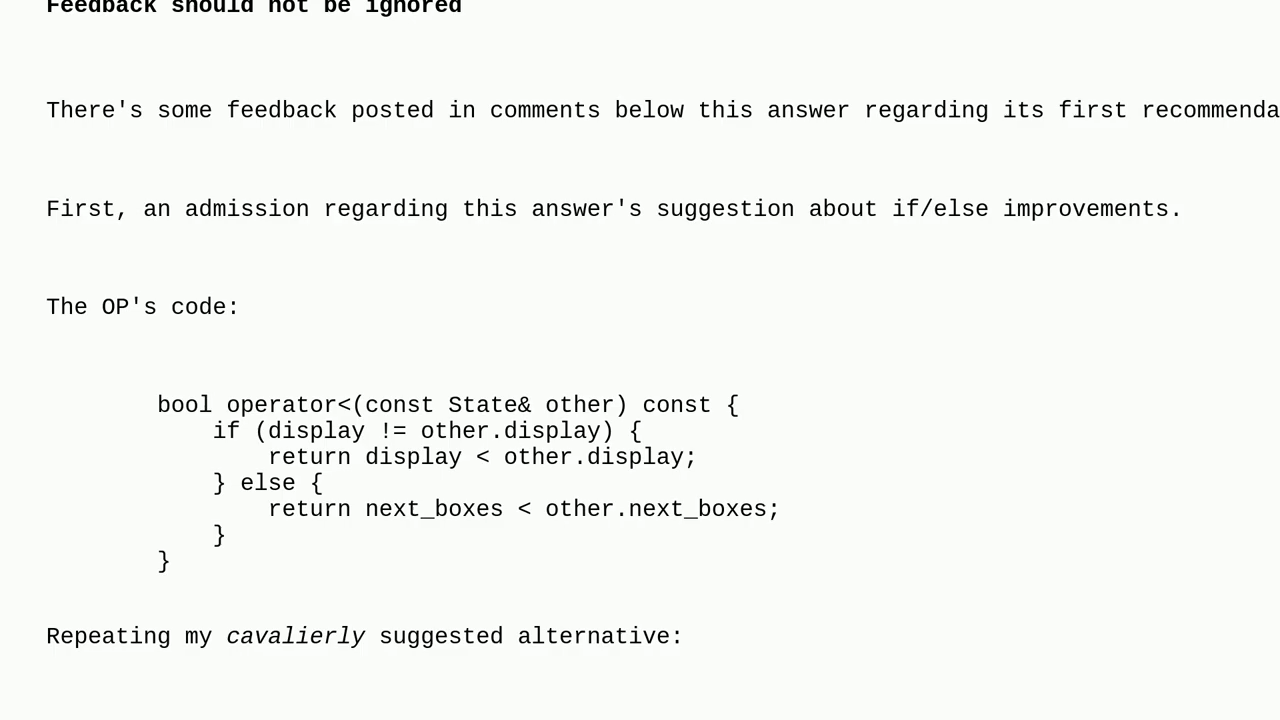 Feedback should not be ignored
There's some feedback posted in comments below this answer regarding its first recommenda
First, an admission regarding this answer's suggestion about if/else improvements.
The OP's code:
bool operator<(const State& other) const {
if (display != other.display) {
return display < other.display;
} else {
return next_boxes < other.next_boxes;
}
}
Repeating my cavalierly suggested alternative: